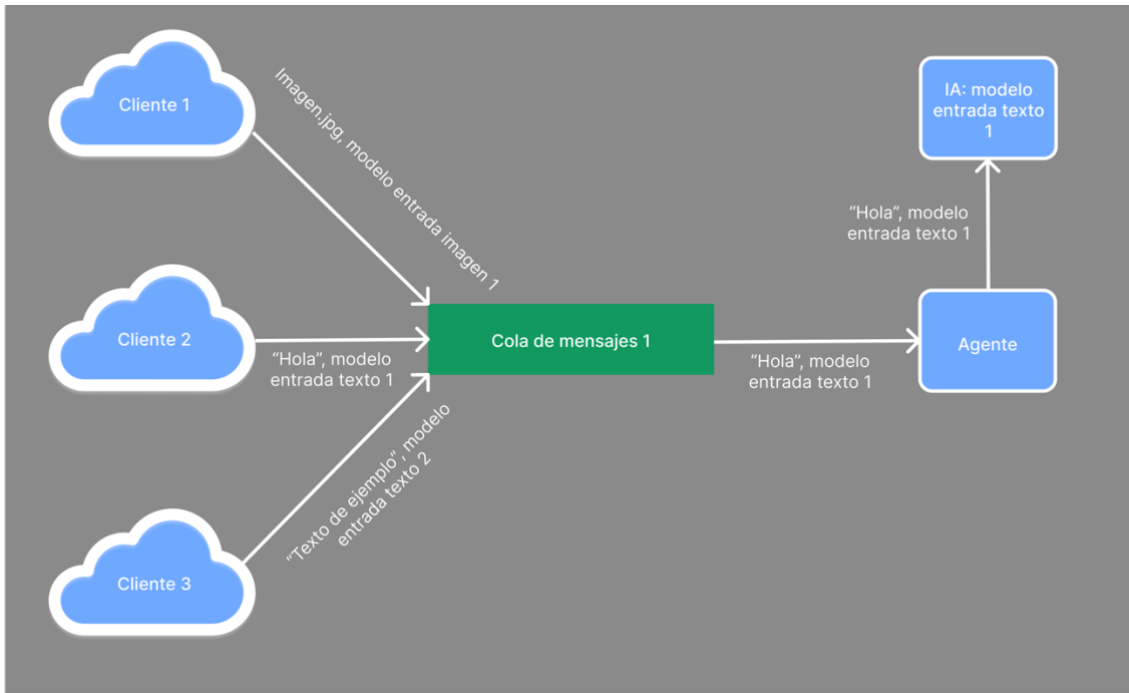 Cliente 1
Imagen.jpg, modelo entrada imagen 1
IA: modelo
entrada texto
1
“Hola”, modelo
entrada texto 1
Cliente 2
“Hola”, modelo
entrada texto 1
Cola de mensajes 1
“Hola”, modelo
entrada texto 1
Agente
“Texto de ejemplo”, modelo
entrada texto 2
Cliente 3